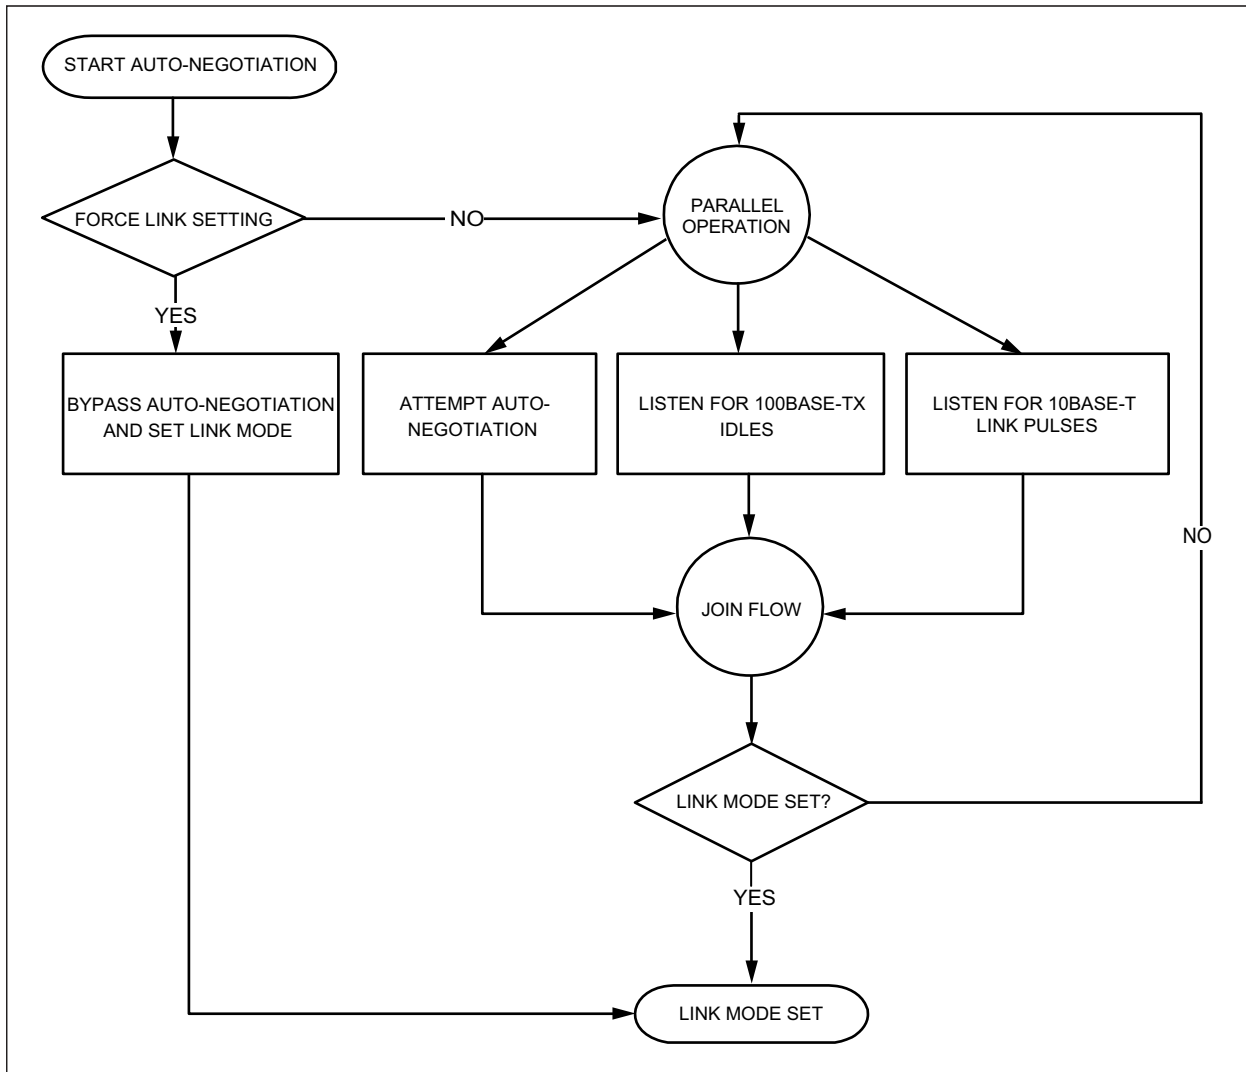 START AUTO-NEGOTIATION
FORCE LINK SETTING
NO
PARALLEL
OPERATION
YES
BYPASS AUTO-NEGOTIATION
AND SET LINK MODE
ATTEMPT AUTO-
NEGOTIATION
LISTEN FOR 100BASE-TX
IDLES
LISTEN FOR 10BASE-T
LINK PULSES
NO
JOIN FLOW
LINK MODE SET?
YES
LINK MODE SET